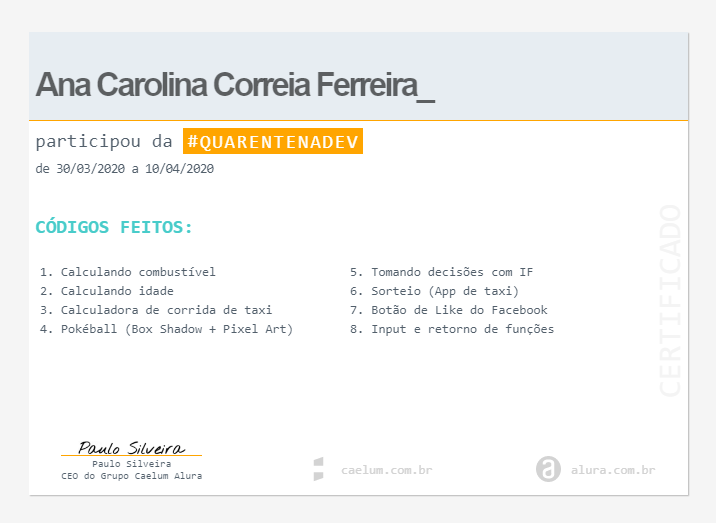 Ana Carolina Correia Ferreira_
participou da #QUARENTENADEV
de 30/03/2020 a 10/04/2020
CÓDIGOS FEITOS:
1. Calculando combustível
2. Calculando idade
3. Calculadora de corrida de taxi
4. Pokéball (Box Shadow + Pixel Art)
5. Tomando decisões com IF
6. Sorteio (App de taxi)
7. Botão de Like do Facebook
8. Input e retorno de funções
CERTIFICADO
Paulo Silveira
Paulo Silveira
CEO do Grupo Caelum Alura
caelum.com.br
a alura.com.br